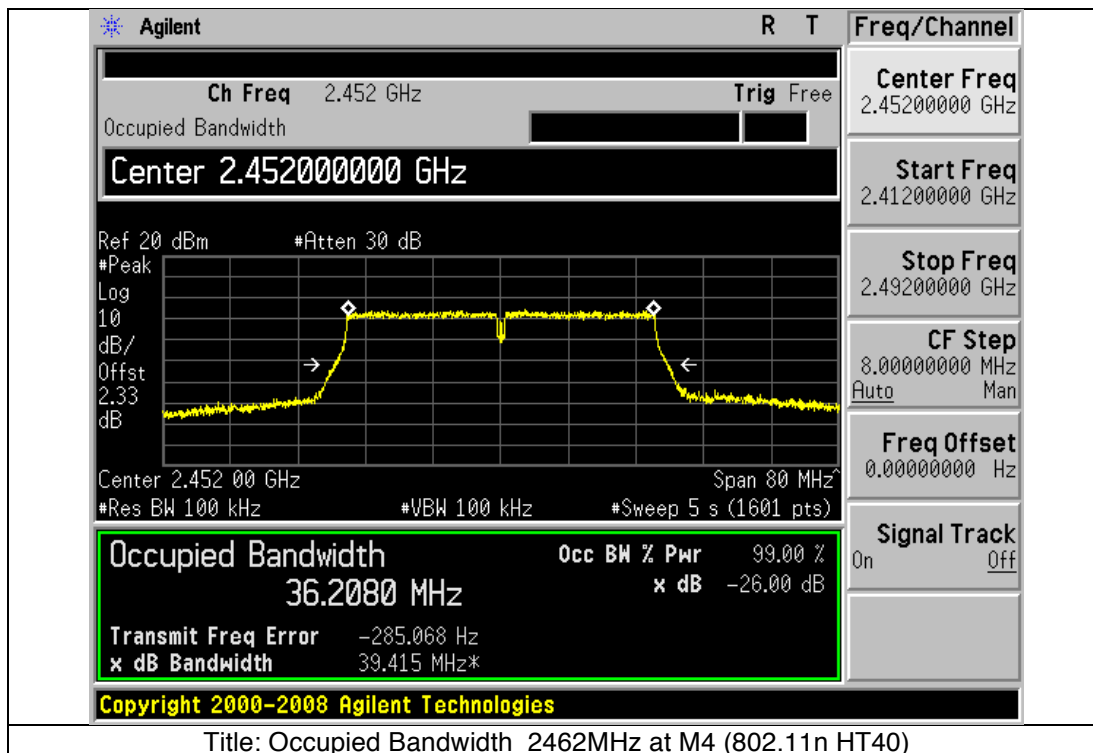 Agilent R T
Freq/Channel
Ch Freq 2.452 GHz Trig Free
Occupied Bandwidth
Center 2.452000000 GHz
Ref 20 dBm #Atten 30 dB
#Peak
Log
10
dB/
Offst
2.33
dB
Center 2.452 00 GHz Span 80 MHz^
#Res BW 100 kHz #VBW 100 kHz #Sweep 5 s (1601 pts)
Occupied Bandwidth
36.2080 MHz
Occ BW % Pwr 99.00 %
x dB -26.00 dB
Transmit Freq Error -285.068 Hz
x dB Bandwidth 39.415 MHz*
Copyright 2000-2008 Agilent Technologies
Center Freq
2.45200000 GHz
Start Freq
2.41200000 GHz
Stop Freq
2.49200000 GHz
CF Step
8.00000000 MHz
Auto Man
Freq Offset
0.00000000 Hz
Signal Track
On Off
Title: Occupied Bandwidth 2462MHz at M4 (802.11n HT40)